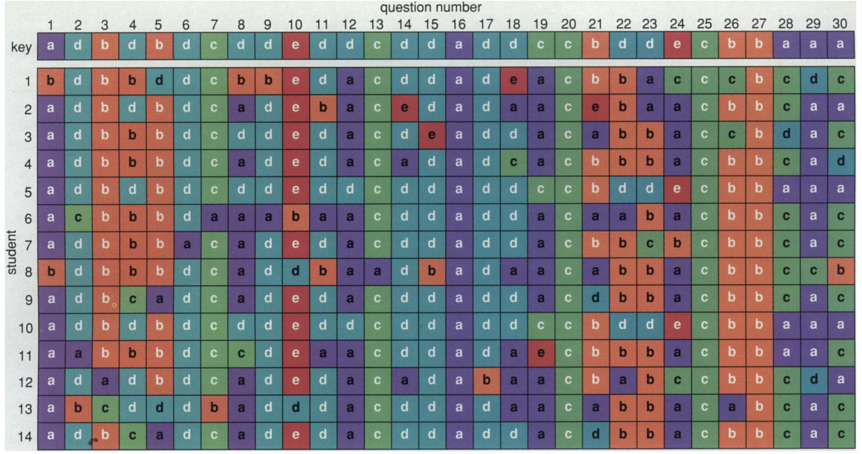 question number
1 2 3 4 5 6 7 8 9 10 11 12 13 14 15 16 17 18 19 20 21 22 23 24 25 26 27 28 29 30
key a d b d b d c d d e d d c d d a d d c c b d d e c b b a a a
student
1 b d b b d d c b b e d a c d d a d e a c b b a c c c b c d c
2 a d b d b d c a d e b a c e d a d a a c e b a a c b b c a a
3 a d b b b d c d d e d a c d e a d d a c a b b a c c b d a c
4 a d b b b d c a d e d a c a d a d c a c b b b a c b b c a d
5 a d b d b d c d d e d d c d d a d d c c b d d e c b b a a a
6 a c b b b d a a a b a a c d d a d d a c a a b a c b b c a c
7 a d b b b a c a d e d a c d d a d d a c b b c b c b b c a c
8 b d b b b d c a d d b a a d b a d a a c a b b a c b b c c b
9 a d b c a d c a d e d a c d d a d d a c d b b a c b b c a c
10 a d b d b d c d d e d d c d d a d d c c b d d e c b b a a a
11 a a b b b d c c d e a a c d d a d a e c b b b a c b b a a c
12 a d a d b d c a d e d a c a d a b a a c b a b c c b b c d a
13 a b c d d d b a d d d a c d d a d a a c a b b a c a b c a c
14 a d b c a d c a d e d a c d d a d d a c d b b a c b b c a c